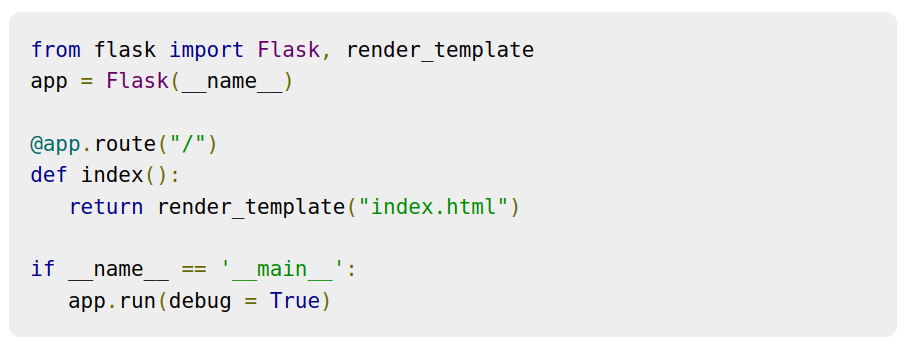 from flask import Flask, render_template
app = Flask(__name__)

@app.route("/")
def index():
   return render_template("index.html")

if __name__ == '__main__':
   app.run(debug = True)